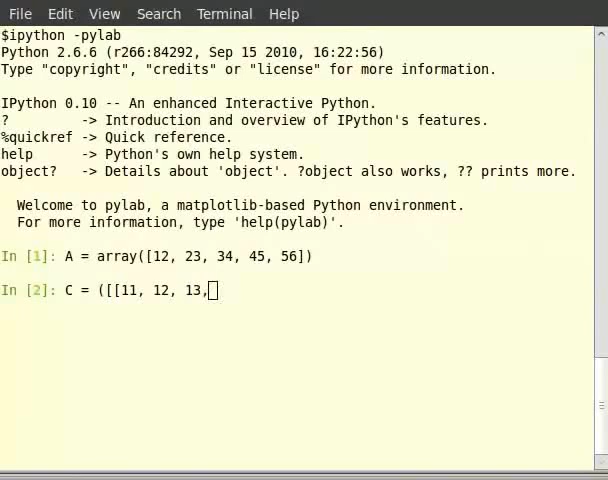 File Edit View Search Terminal Help
$ipython -pylab
Python 2.6.6 (r266:84292, Sep 15 2010, 16:22:56)
Type "copyright", "credits" or "license" for more information.
IPython 0.10 -- An enhanced Interactive Python.
?         -> Introduction and overview of IPython's features.
%quickref -> Quick reference.
help      -> Python's own help system.
object?   -> Details about 'object'. ?object also works, ?? prints more.
Welcome to pylab, a matplotlib-based Python environment.
For more information, type 'help(pylab)'.
In [1]: A = array([12, 23, 34, 45, 56])
In [2]: C = ([[11, 12, 13,